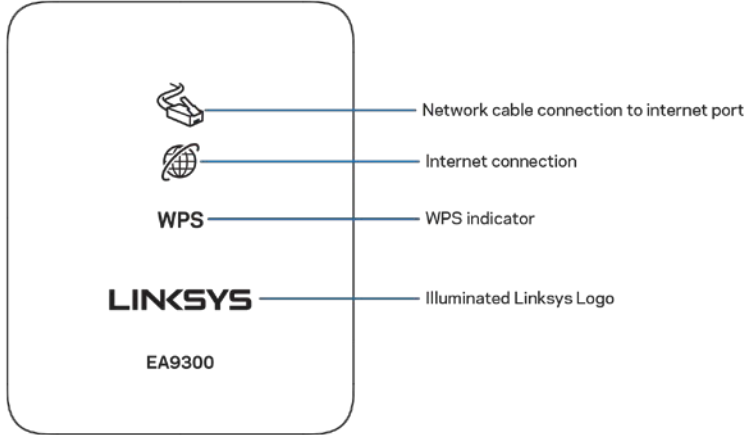 Network cable connection to internet port
Internet connection
WPS WPS indicator
LINKSYS Illuminated Linksys Logo
EA9300